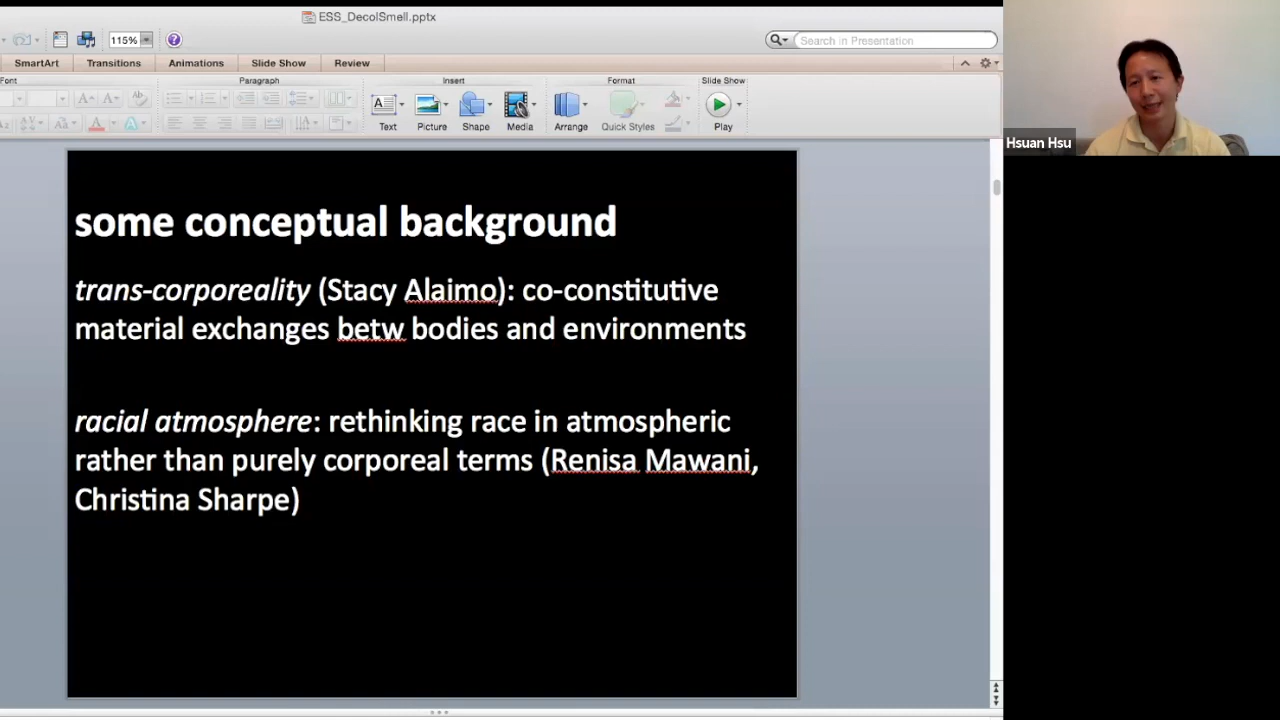 ESS_DecolSmell.pptx
115%
Search in Presentation
SmartArt Transitions Animations Slide Show Review
Font Paragraph Insert Format Slide Show
Text Picture Shape Media Arrange Quick Styles Play
Hsuan Hsu
some conceptual background
trans-corporeality (Stacy Alaimo): co-constitutive
material exchanges betw bodies and environments
racial atmosphere: rethinking race in atmospheric
rather than purely corporeal terms (Renisa Mawani,
Christina Sharpe)